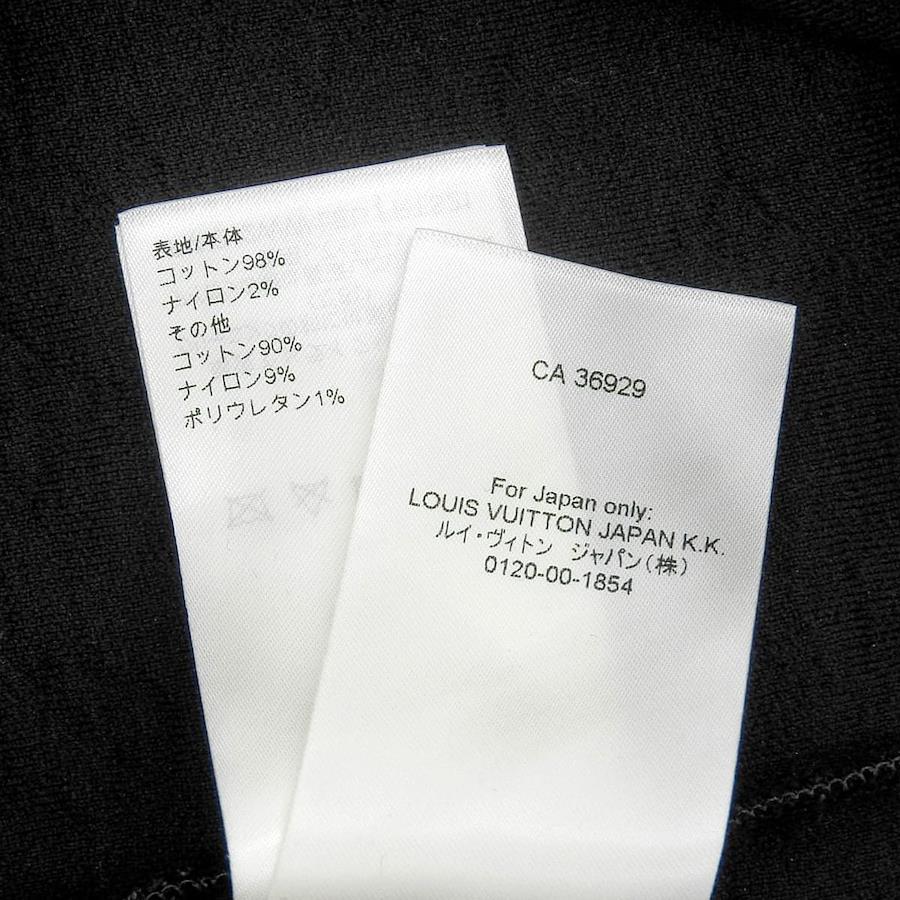 表地/本体
コットン98%
ナイロン2%
その他
コットン90%
ナイロン9%
ポリウレタン1%
CA 36929
For Japan only:
LOUIS VUITTON JAPAN K.K.
ルイ・ヴィトン　ジャパン(株)
0120-00-1854